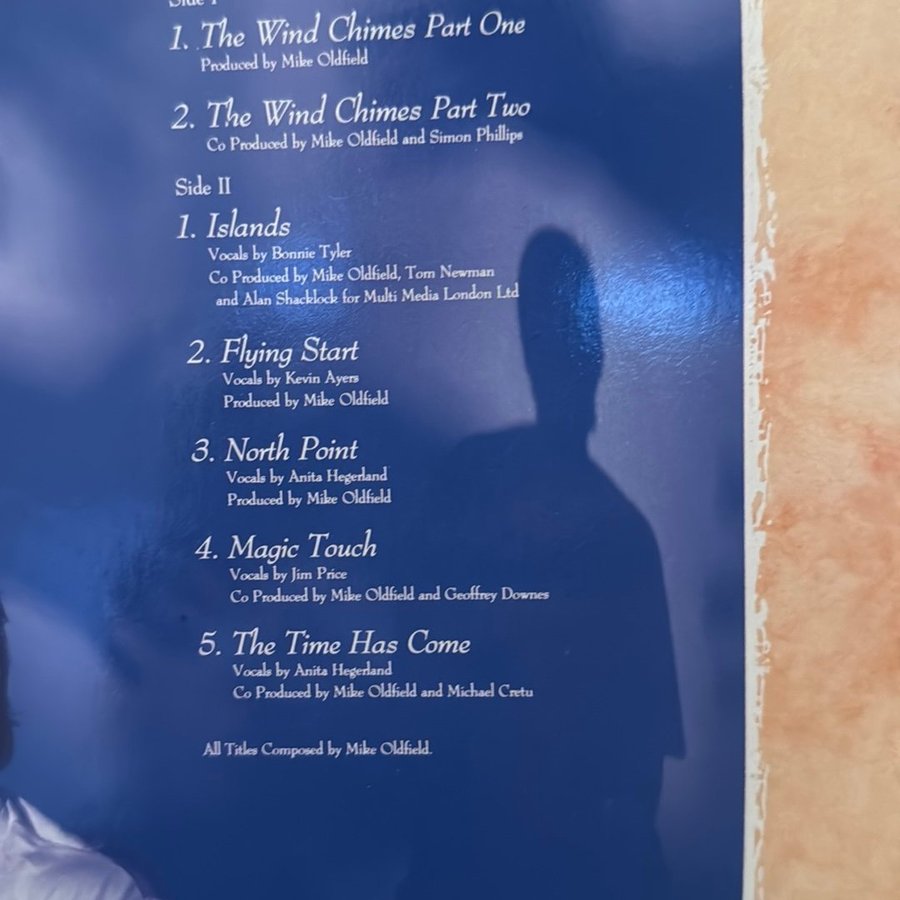 Side I
1. The Wind Chimes Part One
Produced by Mike Oldfield
2. The Wind Chimes Part Two
Co Produced by Mike Oldfield and Simon Phillips
Side II
1. Islands
Vocals by Bonnie Tyler
Co Produced by Mike Oldfield, Tom Newman
and Alan Shacklock for Multi Media London Ltd
2. Flying Start
Vocals by Kevin Ayers
Produced by Mike Oldfield
3. North Point
Vocals by Anita Hegerland
Produced by Mike Oldfield
4. Magic Touch
Vocals by Jim Price
Co Produced by Mike Oldfield and Geoffrey Downes
5. The Time Has Come
Vocals by Anita Hegerland
Co Produced by Mike Oldfield and Michael Cretu
All Titles Composed by Mike Oldfield.